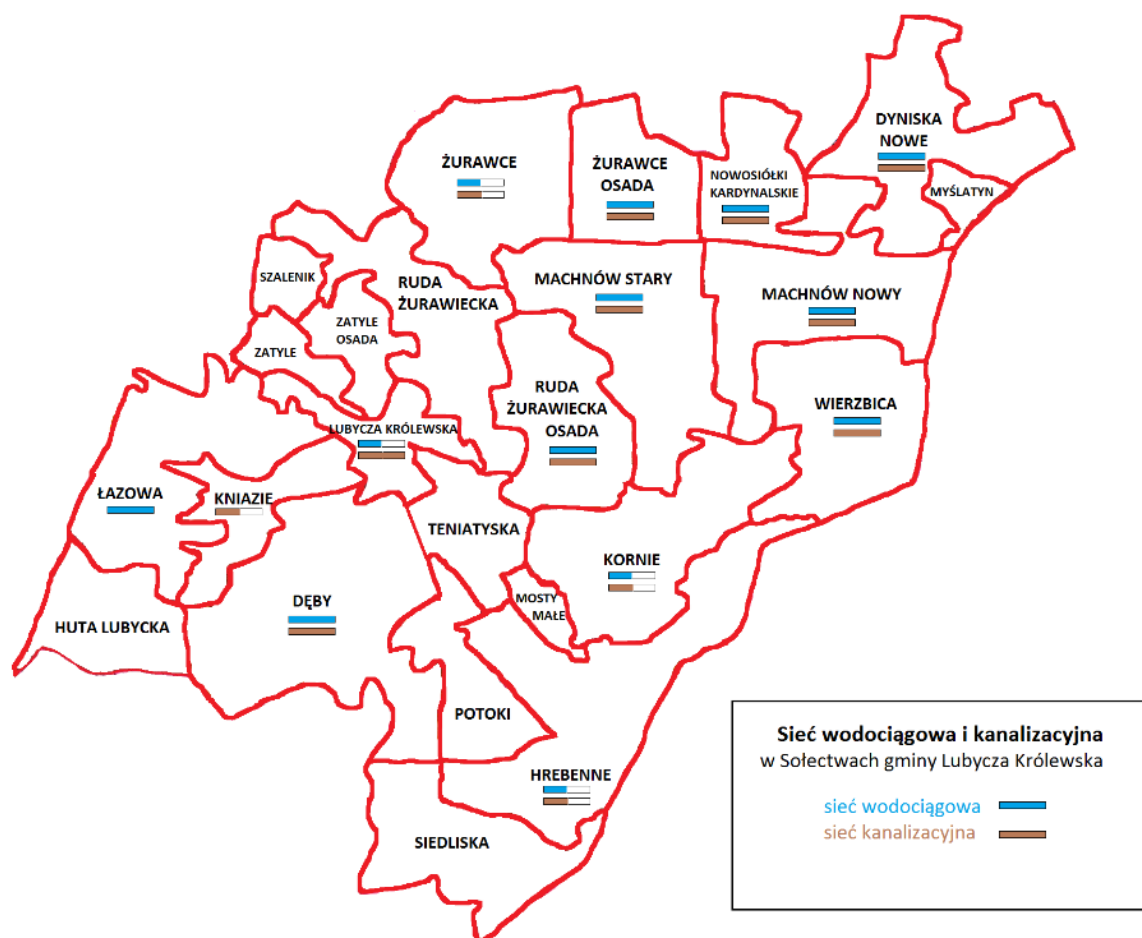 DYNISKA
NOWE
ŻURAWCE
ŻURAWCE
OSADA
NOWOSIÓŁKI
KARDYNALSKIE
MYŚLATYN
SZALENIK
RUDA
ŻURAWIECKA
MACHNÓW STARY
MACHNÓW NOWY
ZATYLE
OSADA
ZATYLE
RUDA
ŻURAWIECKA
OSADA
WIERZBICA
LUBYCZA KRÓLEWSKA
ŁAZOWA
KNIAZIE
TENIATYSKA
KORNIE
MOSTY
MAŁE
DĘBY
HUTA LUBYCKA
POTOKI
HREBENNE
SIEDLISKA
Sieć wodociągowa i kanalizacyjna
w Sołectwach gminy Lubycza Królewska
sieć wodociągowa
sieć kanalizacyjna